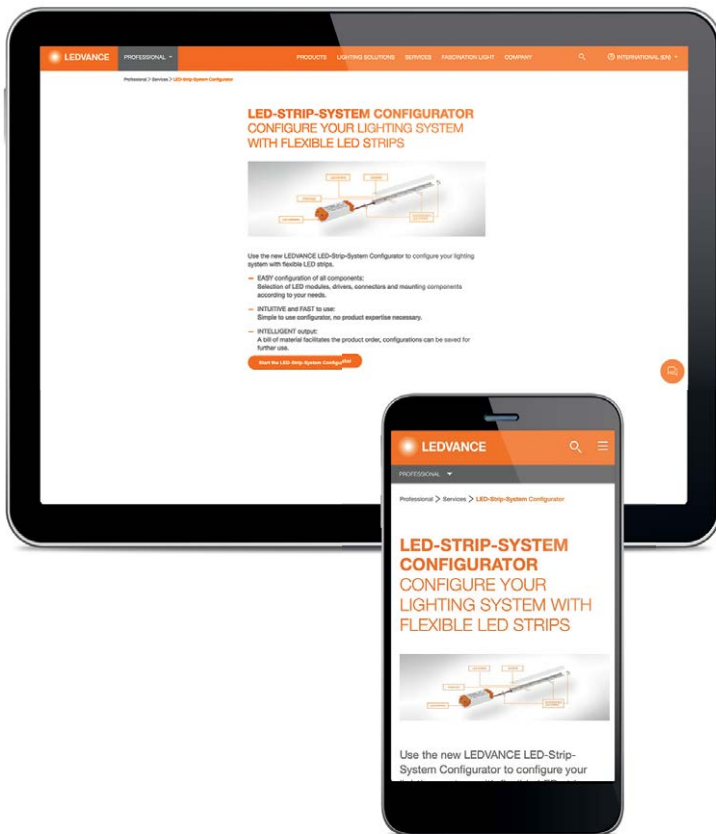 LEDVANCE
PROFESSIONAL
PRODUCTS LIGHTING SOLUTIONS SERVICES FASCINATION LIGHT COMPANY
INTERNATIONAL (EN)
Professional > Services > LED-Strip-System Configurator
LED-STRIP-SYSTEM CONFIGURATOR
CONFIGURE YOUR LIGHTING SYSTEM
WITH FLEXIBLE LED STRIPS
Use the new LEDVANCE LED-Strip-System Configurator to configure your lighting
system with flexible LED strips.
– EASY configuration of all components:
Selection of LED modules, drivers, connectors and mounting components
according to your needs.
– INTUITIVE and FAST to use:
Simple to use configurator, no product expertise necessary.
– INTELLIGENT output:
A bill of material facilitates the product order, configurations can be saved for
further use.
Start the LED-Strip-System Configurator
LEDVANCE
PROFESSIONAL
Professional > Services > LED-Strip-System Configurator
LED-STRIP-SYSTEM
CONFIGURATOR
CONFIGURE YOUR
LIGHTING SYSTEM WITH
FLEXIBLE LED STRIPS
Use the new LEDVANCE LED-Strip-
System Configurator to configure your